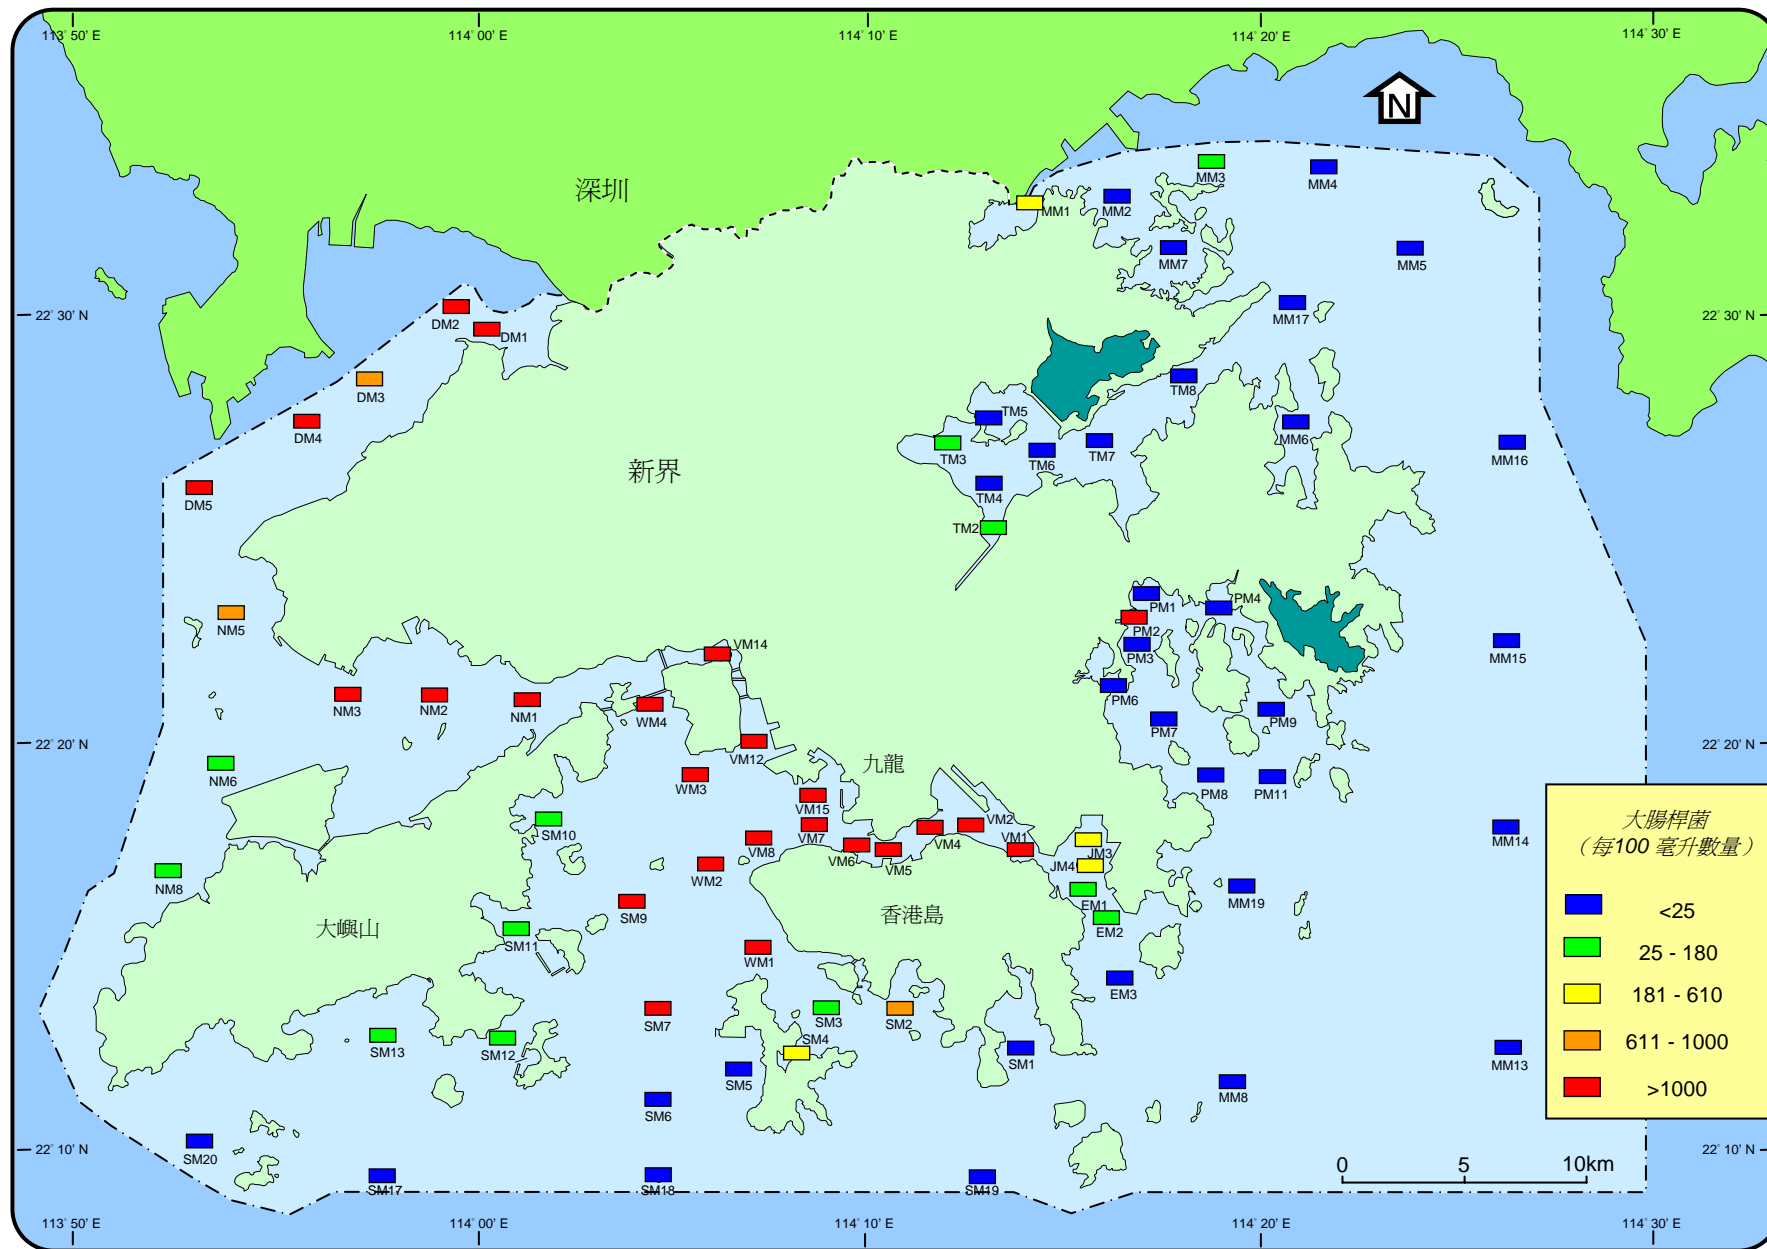 113° 50' E
114° 00' E
114° 10' E
114° 20' E
114° 30' E
N
深圳
MM3
MM4
MM1
MM2
MM7
MM5
22° 30' N
22° 30' N
DM2
DM1
MM17
DM3
TM8
DM4
TM5
MM6
TM3
TM6
TM7
MM16
新界
DM5
TM4
TM2
NM5
PM1
PM4
PM2
VM14
PM3
MM15
NM3
NM2
NM1
WM4
PM6
PM9
PM7
22° 20' N
VM12
22° 20' N
NM6
九龍
WM3
PM8
PM11
VM15
SM10
VM7
VM2
VM8
VM4
VM1
VM6
VM5
JM3
JM4
MM14
WM2
NM8
EM1
MM19
SM9
香港島
EM2
大嶼山
SM11
WM1
EM3
SM7
SM3
SM2
SM13
SM12
SM4
SM1
MM13
SM5
MM8
SM6
大腸桿菌
(每100 毫升數量)
<25
25 - 180
181 - 610
611 - 1000
>1000
22° 10' N
SM20
22° 10' N
0 5 10km
SM17
SM18
SM19
113° 50' E
114° 00' E
114° 10' E
114° 20' E
114° 30' E